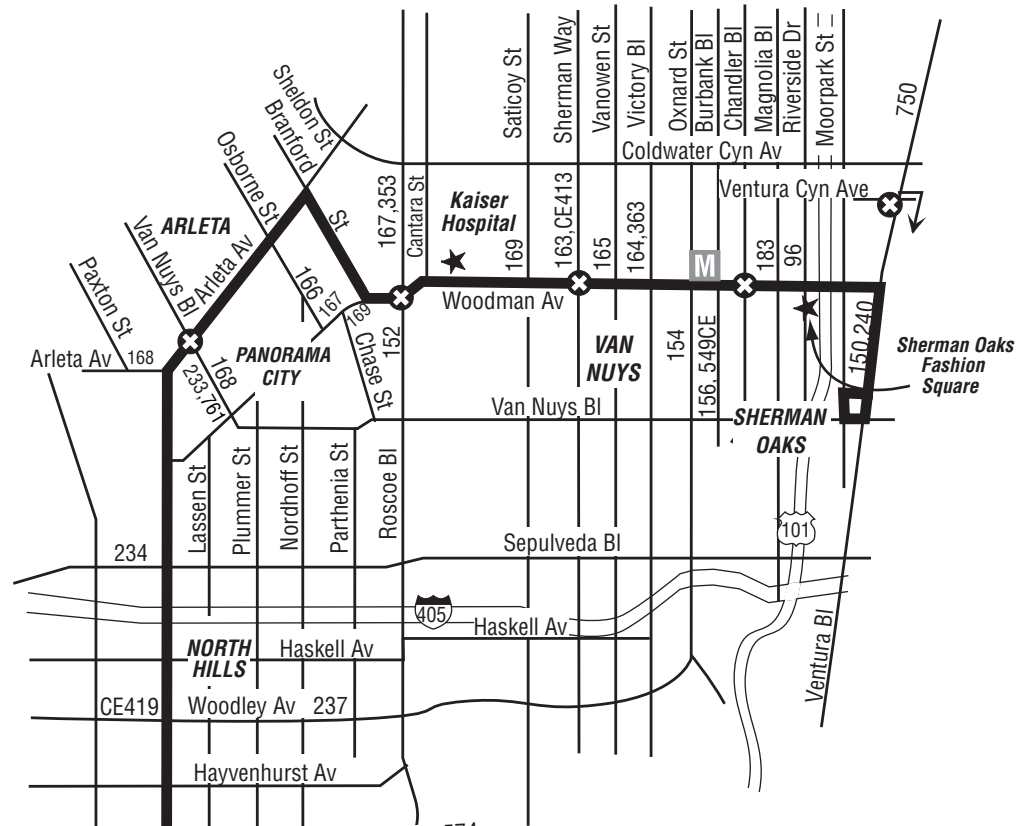 Sheldon St
Branford
St
Osborne St
Van Nuys Bl
Paxton St
ARLETA
Arleta Av
Arleta Av
168
168
233,761
166
167
169
PANORAMA
CITY
Chase St
152
167,353
Cantara St
Kaiser
Hospital
Saticoy St
Sherman Way
Vanowen St
Victory Bl
Oxnard St
Burbank Bl
Chandler Bl
Magnolia Bl
Riverside Dr
Moorpark St
750
Coldwater Cyn Av
Ventura Cyn Ave
169
163,CE413
165
164,363
M
183
96
Woodman Av
VAN
NUYS
154
156, 549CE
150,240
Sherman Oaks
Fashion
Square
Van Nuys Bl
SHERMAN
OAKS
Lassen St
Plummer St
Nordhoff St
Parthenia St
Roscoe Bl
101
234
Sepulveda Bl
405
Haskell Av
NORTH
HILLS
Haskell Av
CE419
Woodley Av
237
Ventura Bl
Hayvenhurst Av